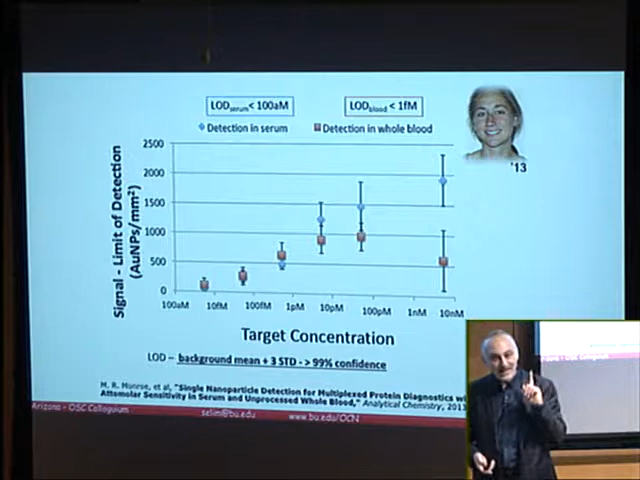 LODserum< 100aM
LODblood < 1fM
Detection in serum
Detection in whole blood
'13
Signal - Limit of Detection
(AuNPs/mm²)
2500
2000
1500
1000
500
0
100aM
10fM
100fM
1pM
10pM
100pM
1nM
10nM
Target Concentration
LOD – background mean + 3 STD - > 99% confidence
M. R. Monroe, et al, "Single Nanoparticle Detection for Multiplexed Protein Diagnostics
Attomolar Sensitivity in Serum and Unprocessed Whole Blood," Analytical Chemistry, 2013
Arizona - OSC Colloquium
selim@bu.edu
www.bu.edu/OCN